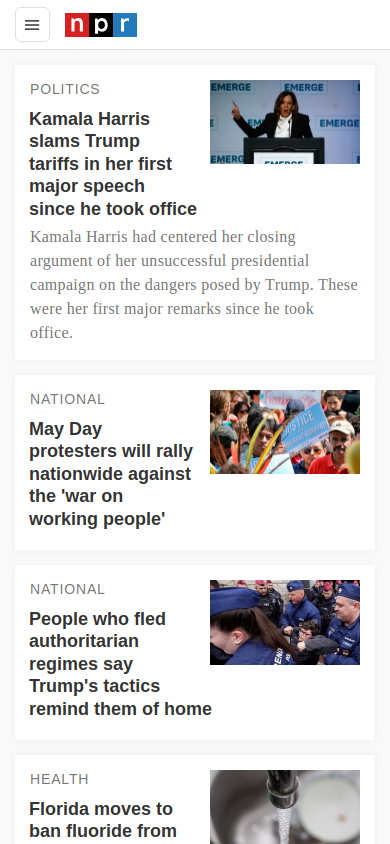 npr
POLITICS
Kamala Harris
slams Trump
tariffs in her first
major speech
since he took office
EMERGE
EMERGE
EMERGE
EMERGE
EMERGE
Kamala Harris had centered her closing
argument of her unsuccessful presidential
campaign on the dangers posed by Trump. These
were her first major remarks since he took
office.
NATIONAL
May Day
protesters will rally
nationwide against
the 'war on
working people'
JUSTICE
NATIONAL
People who fled
authoritarian
regimes say
Trump's tactics
remind them of home
HEALTH
Florida moves to
ban fluoride from